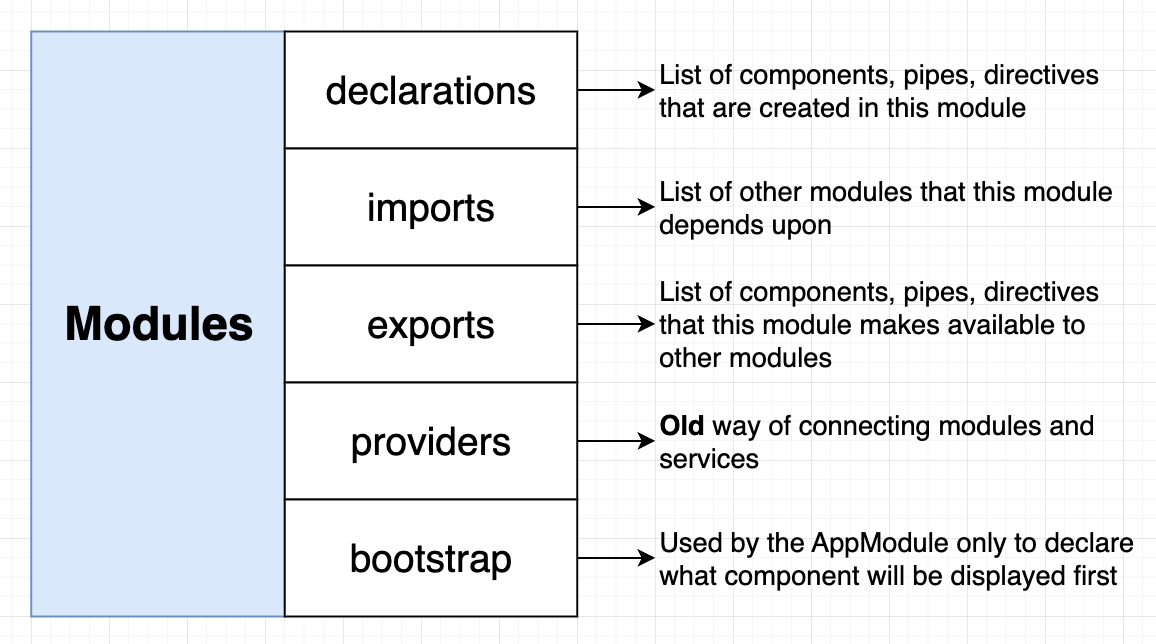 Modules
declarations
List of components, pipes, directives
that are created in this module
imports
List of other modules that this module
depends upon
exports
List of components, pipes, directives
that this module makes available to
other modules
providers
Old way of connecting modules and
services
bootstrap
Used by the AppModule only to declare
what component will be displayed first